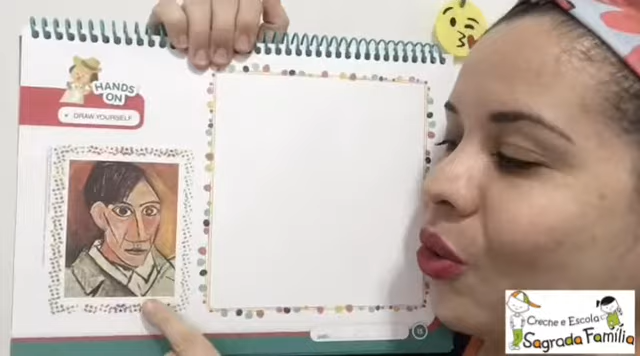 HANDS
ON
DRAW YOURSELF
Creche e Escola
Sagrada Família